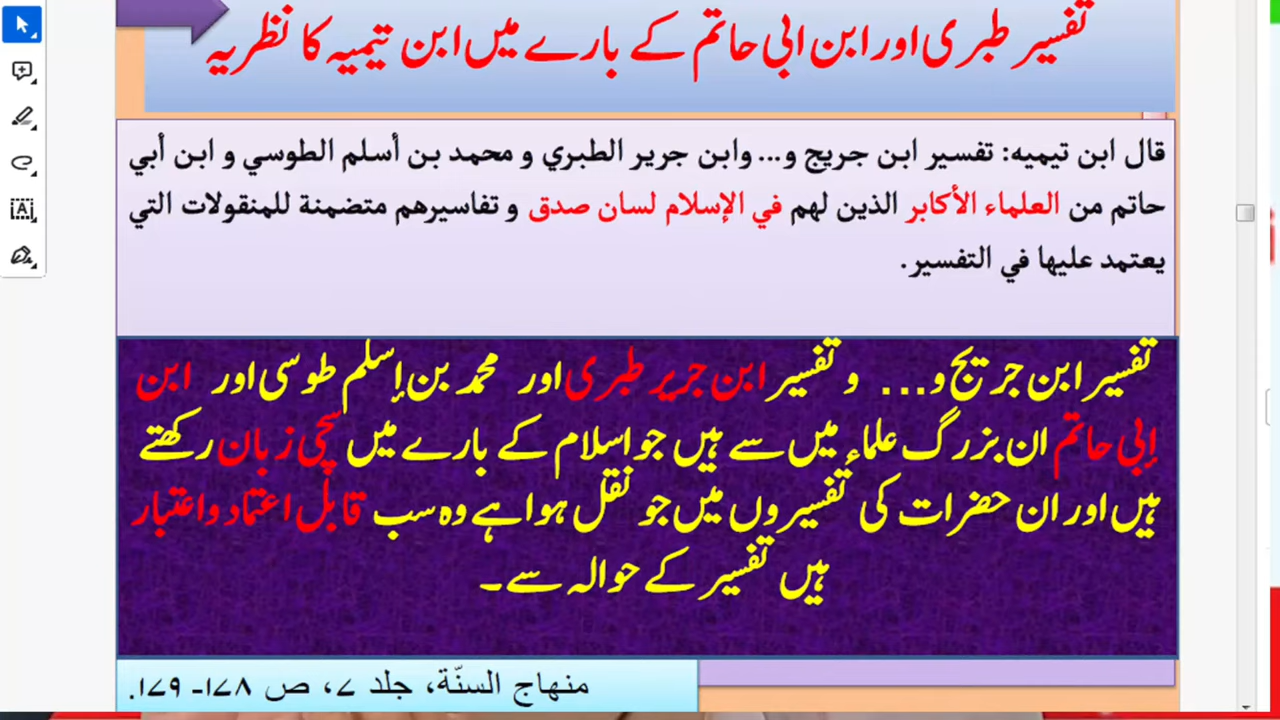 تفسیر طبری اور ابن ابی حاتم کے بارے میں ابن تیمیہ کا نظریہ
قال ابن تيميه: تفسير ابن جريج و... وابن جرير الطبري و محمد بن أسلم الطوسي و ابن أبي
حاتم من العلماء الأكابر الذين لهم في الإسلام لسان صدق و تفاسيرهم متضمنة للمنقولات التي
يعتمد عليها في التفسير.
تفسیر ابن جریج و... و تفسیر ابن جریر طبری اور محمد بن إسلم طوسی اور ابن
إبی حاتم ان بزرگ علماء میں سے ہیں جو اسلام کے بارے میں سچی زبان رکھتے
ہیں اور ان حضرات کی تفسیروں میں جو نقل ہوا ہے وہ سب قابل اعتماد و اعتبار
ہیں تفسیر کے حوالہ سے۔
منهاج السنّة، جلد ۷، ص ۱۷۸- ۱۷۹.